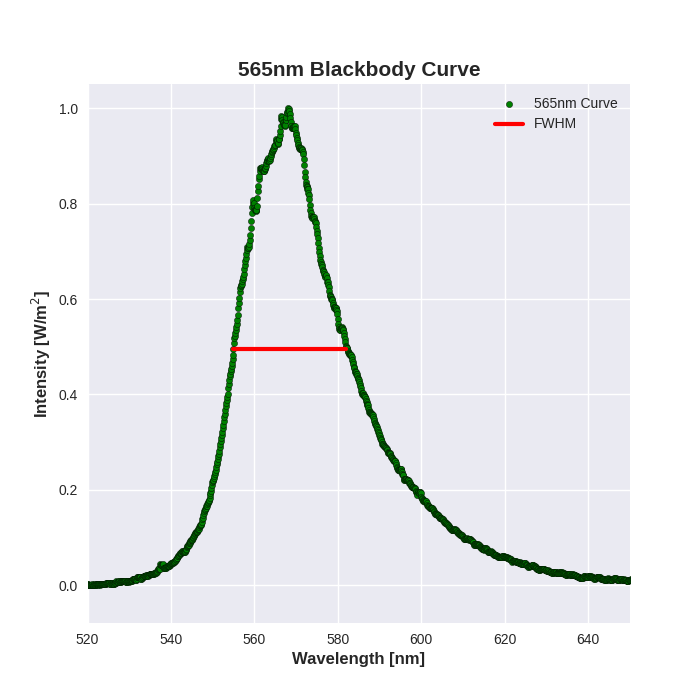 565nm Blackbody Curve
565nm Curve
FWHM
1.0
0.8
0.6
0.4
0.2
0.0
Intensity [W/m²]
520 540 560 580 600 620 640
Wavelength [nm]